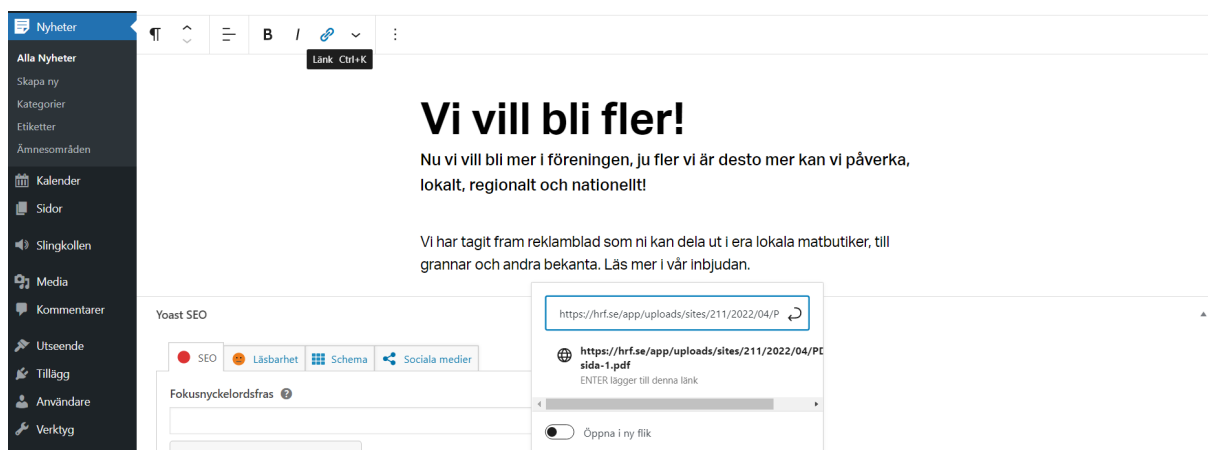 Nyheter
Alla Nyheter
Skapa ny
Kategorier
Etiketter
Ämnesområden
Kalender
Sidor
Slingkollen
Media
Kommentarer
Utseende
Tillägg
Användare
Verktyg
B I
Länk Ctrl+K
Vi vill bli fler!
Nu vi vill bli mer i föreningen, ju fler vi är desto mer kan vi påverka,
lokalt, regionalt och nationellt!
Vi har tagit fram reklamblad som ni kan dela ut i era lokala matbutiker, till
grannar och andra bekanta. Läs mer i vår inbjudan.
Yoast SEO
SEO Läsbarhet Schema Sociala medier
Fokusnyckelordsfras
https://hrf.se/app/uploads/sites/211/2022/04/P
https://hrf.se/app/uploads/sites/211/2022/04/PD
sida-1.pdf
ENTER lägger till denna länk
Öppna i ny flik